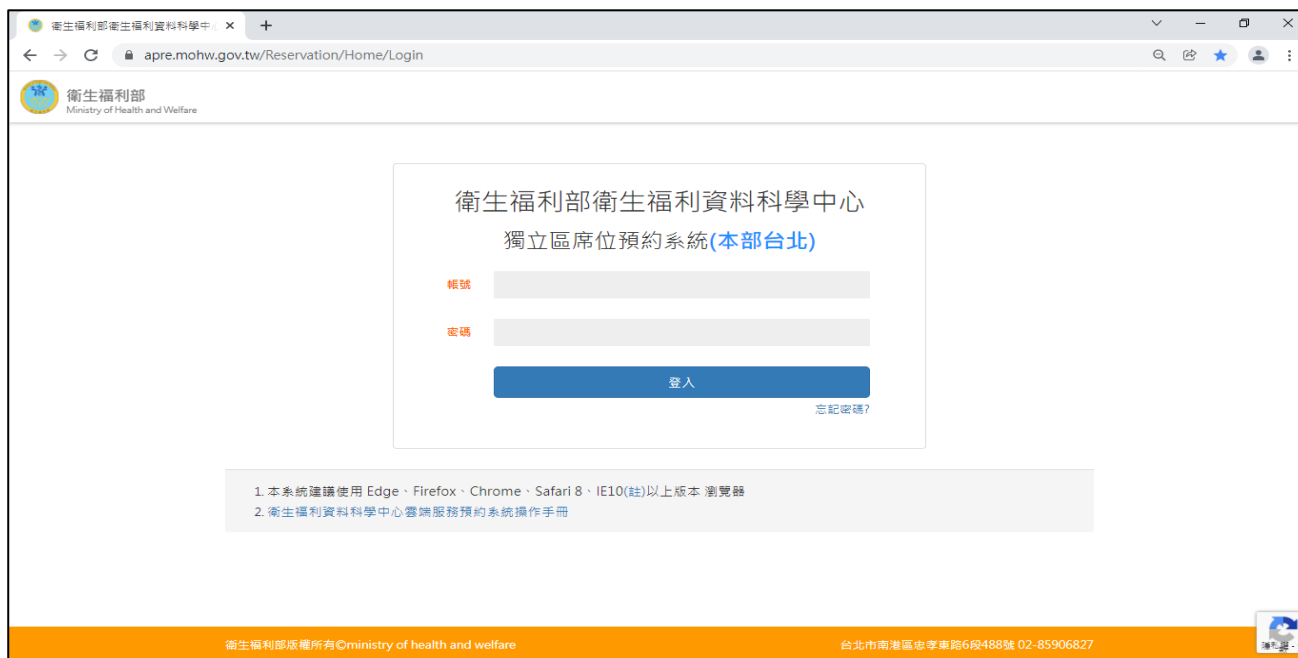 衛生福利部衛生福利資料科學中
apre.mohw.gov.tw/Reservation/Home/Login
衛生福利部
Ministry of Health and Welfare
衛生福利部衛生福利資料科學中心
獨立區席位預約系統(本部台北)
帳號
密碼
登入
忘記密碼?
1. 本系統建議使用 Edge、Firefox、Chrome、Safari 8、IE10(註)以上版本 瀏覽器
2. 衛生福利資料科學中心雲端服務預約系統操作手冊
衛生福利部版權所有©ministry of health and welfare
台北市南港區忠孝東路6段488號 02-85906827